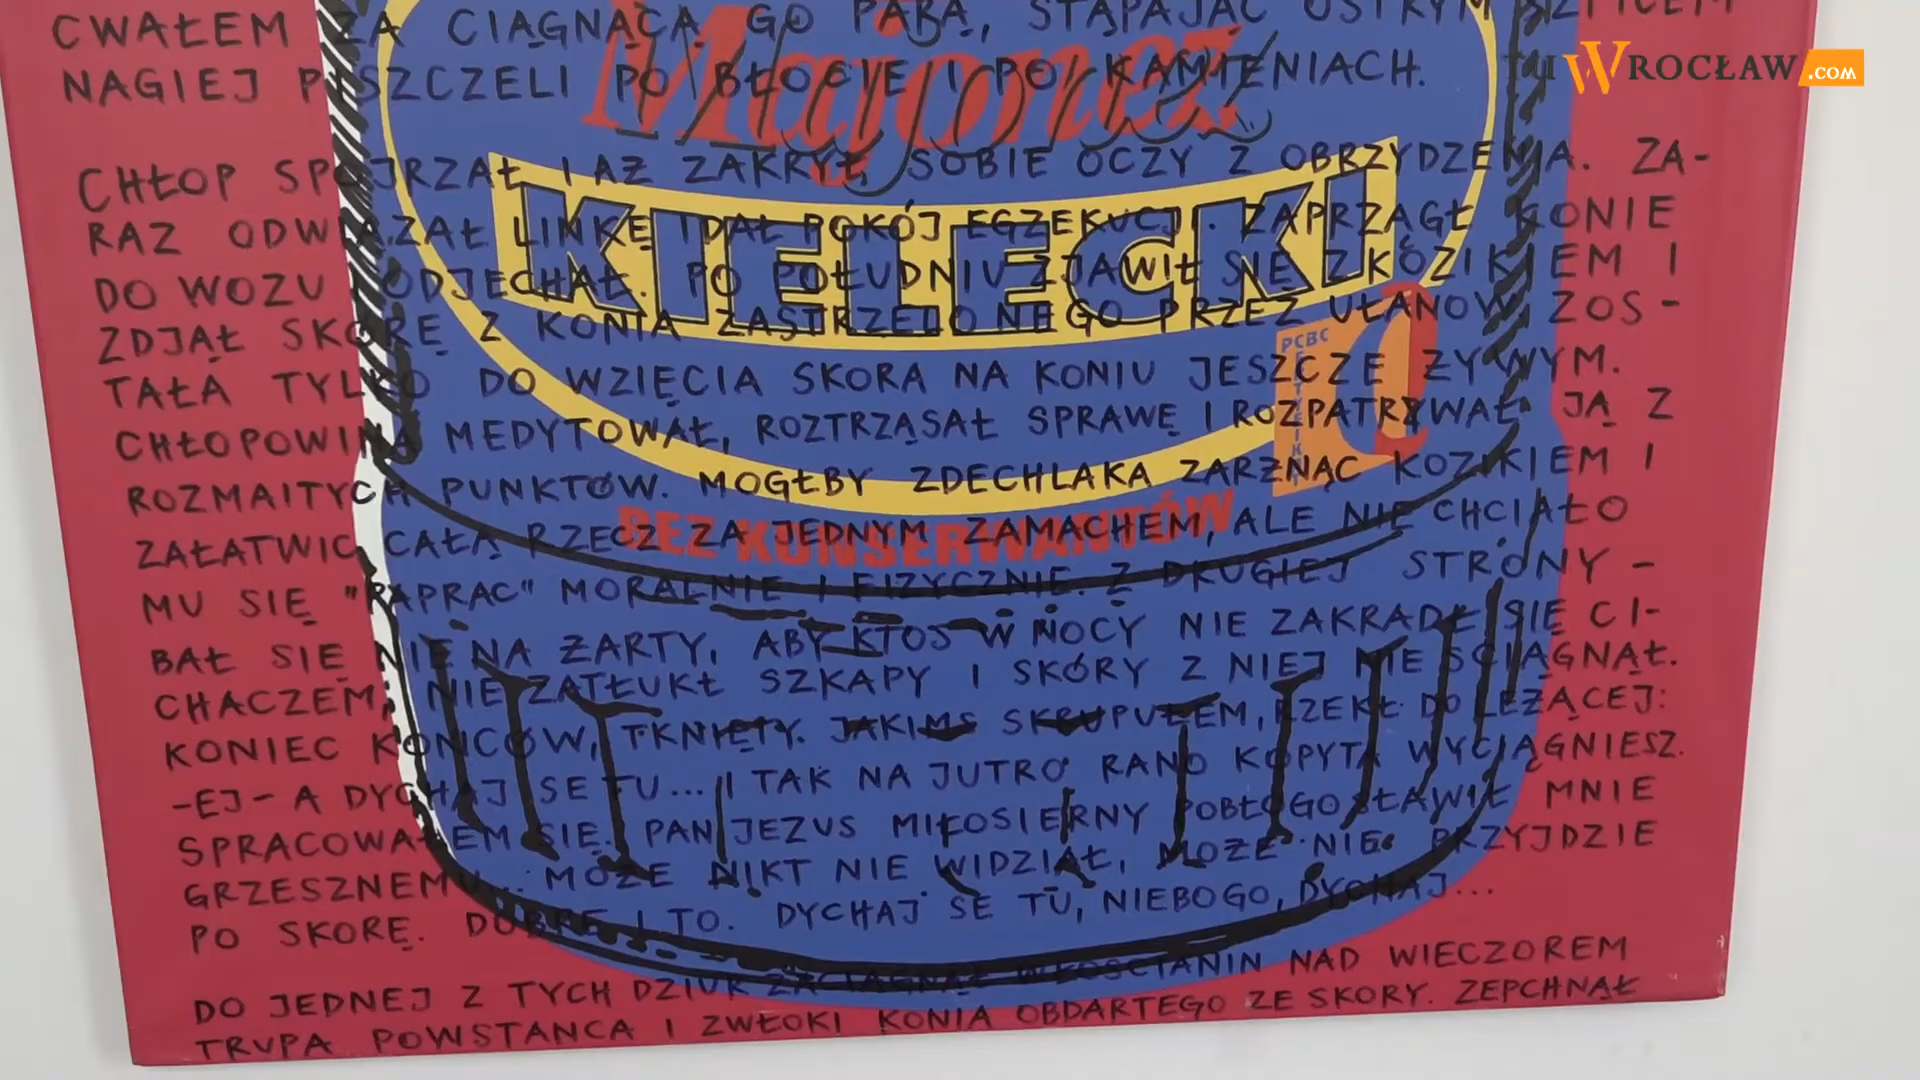 CWAŁEM ZA CIĄGNĄCĄ GO PABĄ, STĄPAJĄC OSTRYM
NAGIEJ PISZCZELI PO BŁOCIE I PO KAMIENIACH.
TUWROCŁAW.COM
Majonez
KIELECKI
PCBC
Q
BEZ KONSERWANTÓW
CHŁOP SPOJRZAŁ I AŻ ZAKRYŁ SOBIE OCZY Z OBRZYDZENIA. ZA-
RAZ ODWIĄZAŁ LINKĘ I DAŁ POKÓJ EGZEKUCJI. ZAPRZĄGŁ KONIE
DO WOZU I ODJECHAŁ. PO POŁUDNIU ZJAWIŁ SIĘ Z KOZIKIEM I
ZDJĄŁ SKÓRĘ Z KONIA ZASTRZELONEGO PRZEZ UŁANÓW. ZOS-
TAŁA TYLKO DO WZIĘCIA SKÓRA NA KONIU JESZCZE ŻYWYM.
CHŁOPOWINA MEDYTOWAŁ, ROZTRZĄSAŁ SPRAWĘ I ROZPATRYWAŁ JĄ Z
ROZMAITYCH PUNKTÓW. MOGŁBY ZDECHLAKA ZARŻNĄĆ KOZIKIEM I
ZAŁATWIĆ CAŁĄ RZECZ ZA JEDNYM ZAMACHEM, ALE NIE CHCIAŁO
MU SIĘ "PAPRAĆ" MORALNIE I FIZYCZNIE. Z DRUGIEJ STRONY -
BAŁ SIĘ NIE NA ŻARTY, ABY KTOŚ W NOCY NIE ZAKRADŁ SIĘ CI-
CHACZEM, NIE ZATŁUKŁ SZKAPY I SKÓRY Z NIEJ NIE ŚCIĄGNĄŁ.
KONIEC KOŃCÓW, TKNIĘTY JAKIMŚ SKRUPUŁEM, RZEKŁ DO LEŻĄCEJ:
-EJ- A DYCHAJ SE TU... I TAK NA JUTRO RANO KOPYTA WYCIĄGNIESZ.
SPRACOWAŁEM SIĘ. PAN JEZUS MIŁOSIERNY POBŁOGOSŁAWIŁ MNIE
GRZESZNEMU... MOŻE NIKT NIE WIDZIAŁ, MOŻE NIE PRZYJDZIE
PO SKÓRĘ. DOBRE I TO. DYCHAJ SE TU, NIEBOGO, DYCHAJ...
DO JEDNEJ Z TYCH DZIUR ZACIĄGNĄŁ WŁOŚCIANIN NAD WIECZOREM
TRUPA POWSTAŃCA I ZWŁOKI KONIA OBDARTEGO ZE SKÓRY. ZEPCHNĄŁ